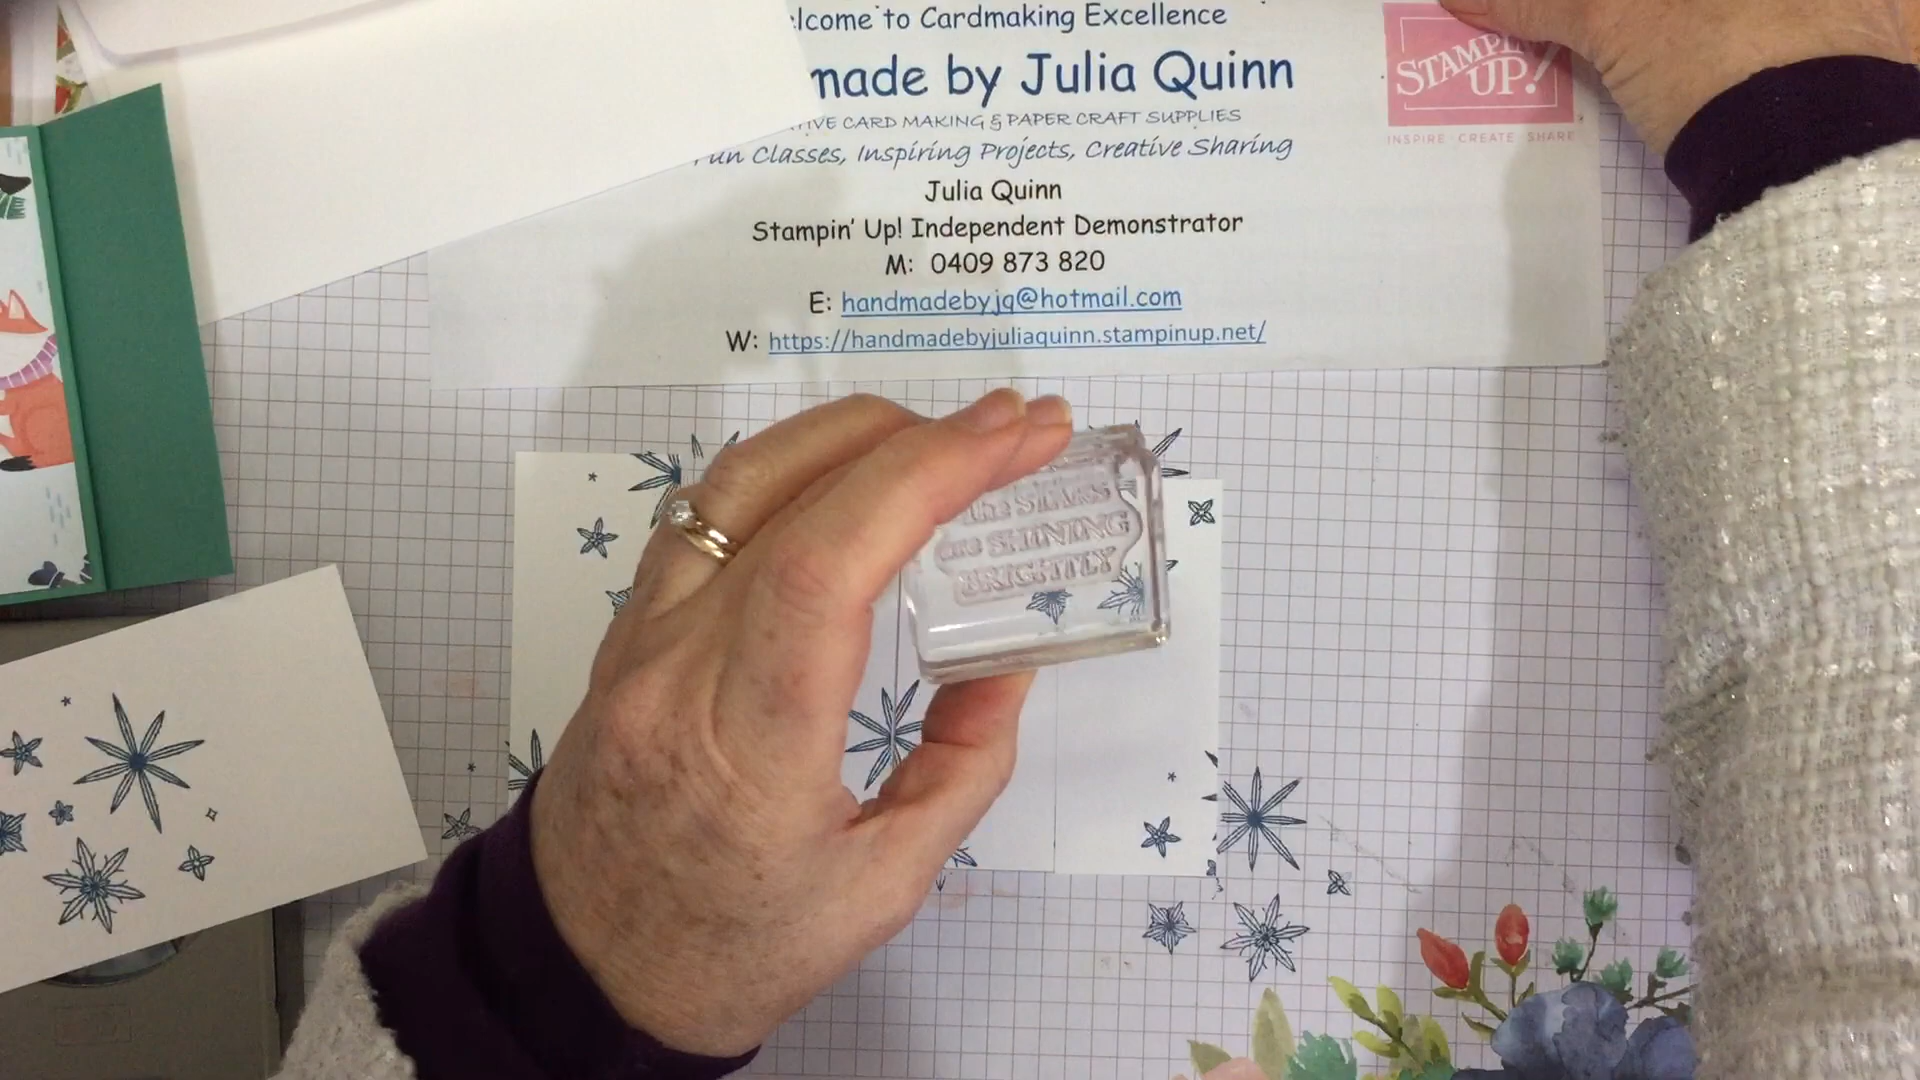 lcome to Cardmaking Excellence
made by Julia Quinn
IVE CARD MAKING & PAPER CRAFT SUPPLIES
Fun Classes, Inspiring Projects, Creative Sharing
Julia Quinn
Stampin' Up! Independent Demonstrator
M: 0409 873 820
E: handmadebyjq@hotmail.com
W: https://handmadebyjuliaquinn.stampinup.net/
STAMPIN'
UP!
INSPIRE · CREATE · SHARE
the STARS
are SHINING
BRIGHTLY